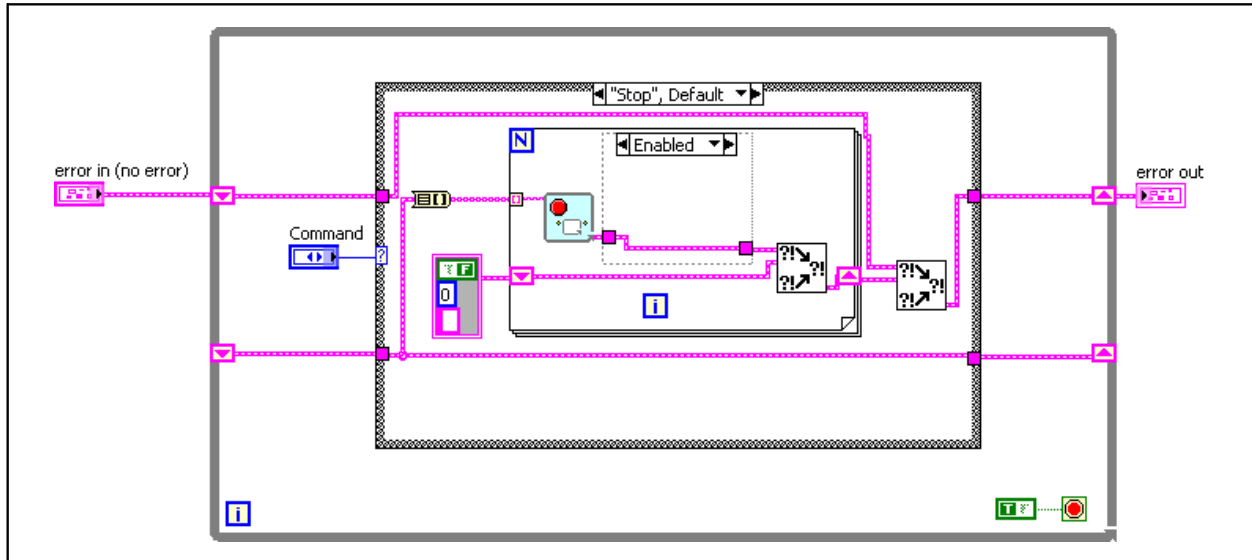 "Stop", Default
N
Enabled
error in (no error)
error out
Command
?
F
0
?!
?!
?!
?!
?!
?!
i
i
T